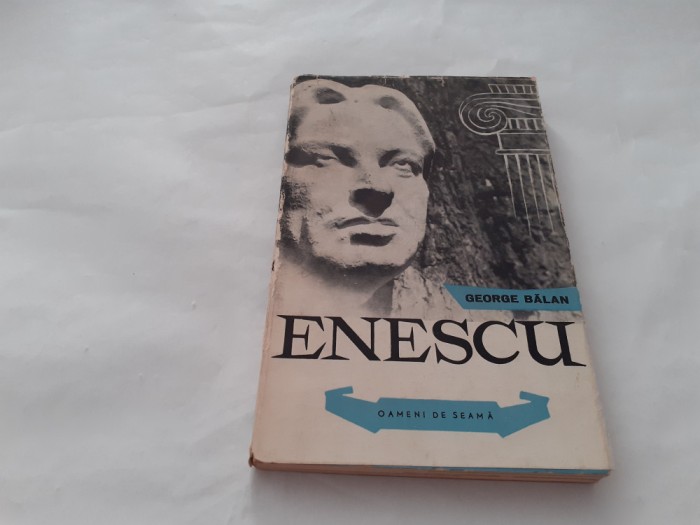 GEORGE BĂLAN
ENESCU
OAMENI DE SEAMĂ